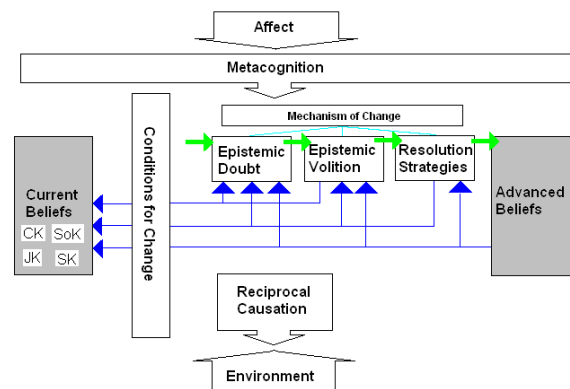 Affect
Metacognition
Mechanism of Change
Conditions for Change
Epistemic
Doubt
Epistemic
Volition
Resolution
Strategies
Current
Beliefs
CK SoK
JK SK
Advanced
Beliefs
Reciprocal
Causation
Environment